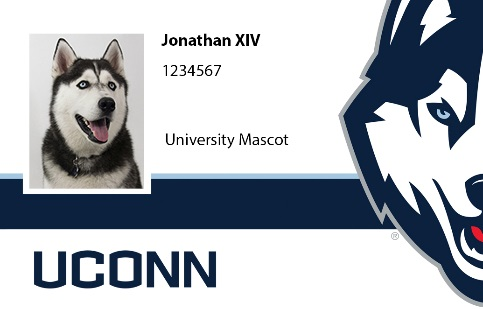 Jonathan XIV
1234567
University Mascot
®
UCONN